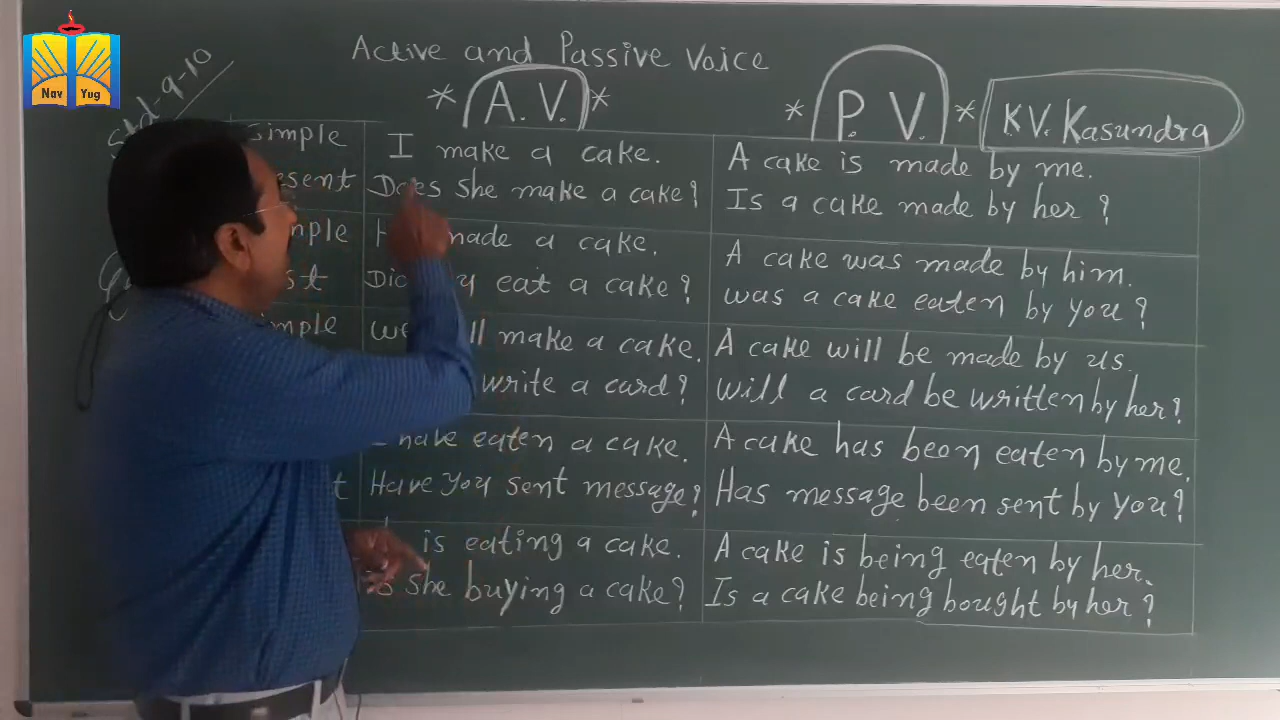 Nav Yug
Std-9-10
Active and Passive Voice
* A.V. *
* P. V. *
KV. Kasundra
Simple
I make a cake.
A cake is made by me.
Does she make a cake?
Is a cake made by her ?
made a cake.
A cake was made by him.
eat a cake?
was a cake eaten by you ?
make a cake.
A cake will be made by us.
write a card?
Will a card be written by her?
I have eaten a cake.
A cake has been eaten by me.
Have you sent message?
Has message been sent by you?
is eating a cake.
A cake is being eaten by her.
she buying a cake?
Is a cake being bought by her ?